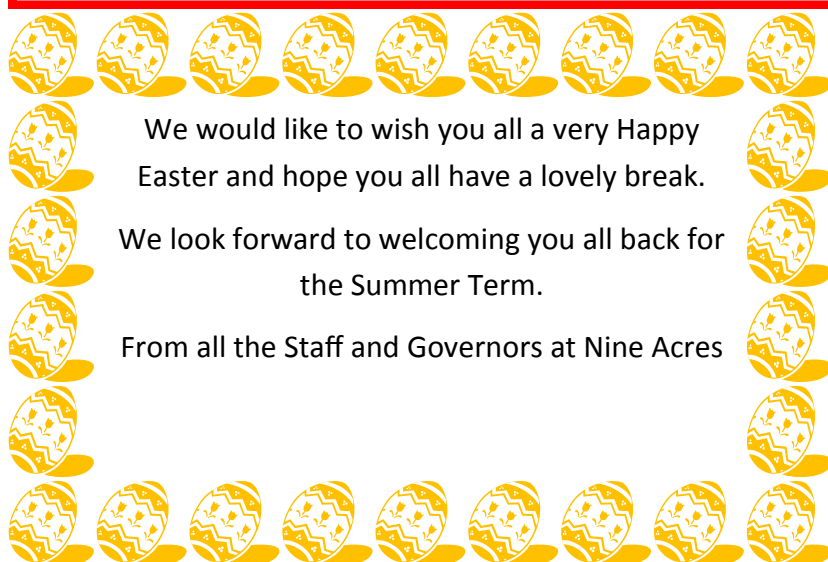 We would like to wish you all a very Happy
Easter and hope you all have a lovely break.
We look forward to welcoming you all back for
the Summer Term.
From all the Staff and Governors at Nine Acres